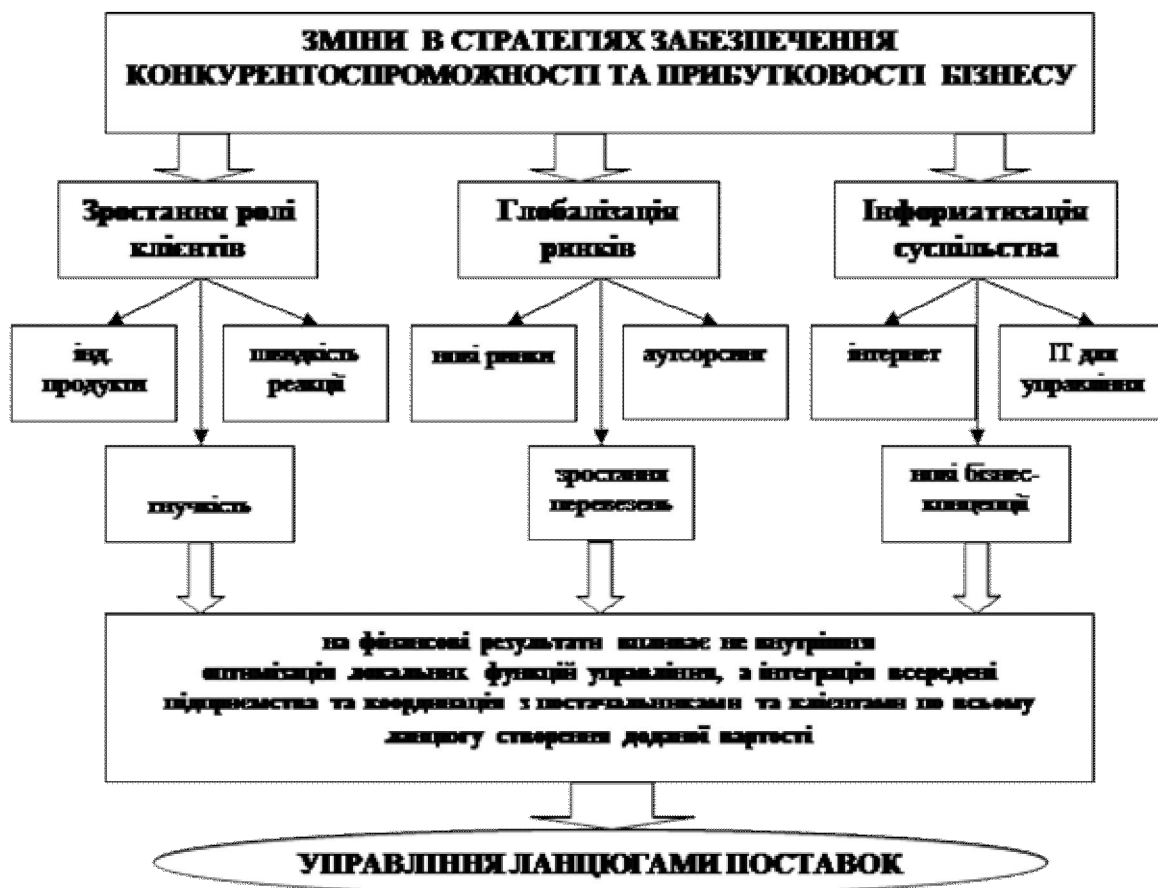 ЗМІНИ В СТРАТЕГІЯХ ЗАБЕЗПЕЧЕННЯ
КОНКУРЕНТОСПРОМОЖНОСТІ ТА ПРИБУТКОВОСТІ БІЗНЕСУ
Зростання ролі
клієнтів
Глобалізація
ринків
Інформатизація
суспільства
інд.
продукти
швидкість
реакції
нові ринки
аутсорсинг
інтернет
ІТ для
управління
гнучкість
зростання
перевезень
нові бізнес-
концепції
на фінансові результати впливає не внутрішня
оптимізація локальних функцій управління, а інтеграція всередені
підприємства та координація з постачальниками та клієнтами по всьому
ланцюгу створення доданої вартості
УПРАВЛІННЯ ЛАНЦЮГАМИ ПОСТАВОК